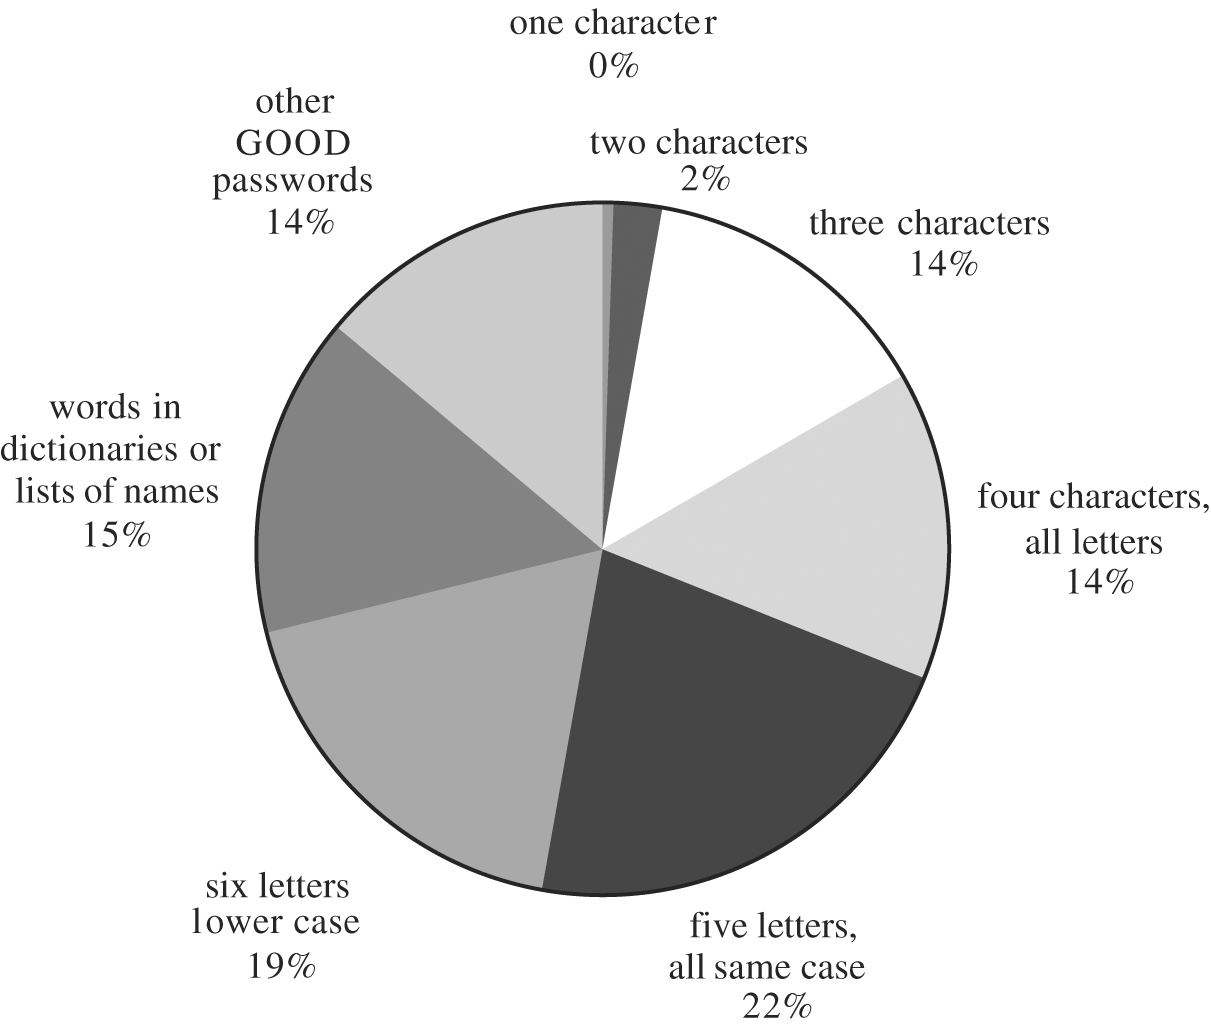 one character
0%
two characters
2%
three characters
14%
four characters,
all letters
14%
five letters,
all same case
22%
six letters
lower case
19%
words in
dictionaries or
lists of names
15%
other
GOOD
passwords
14%